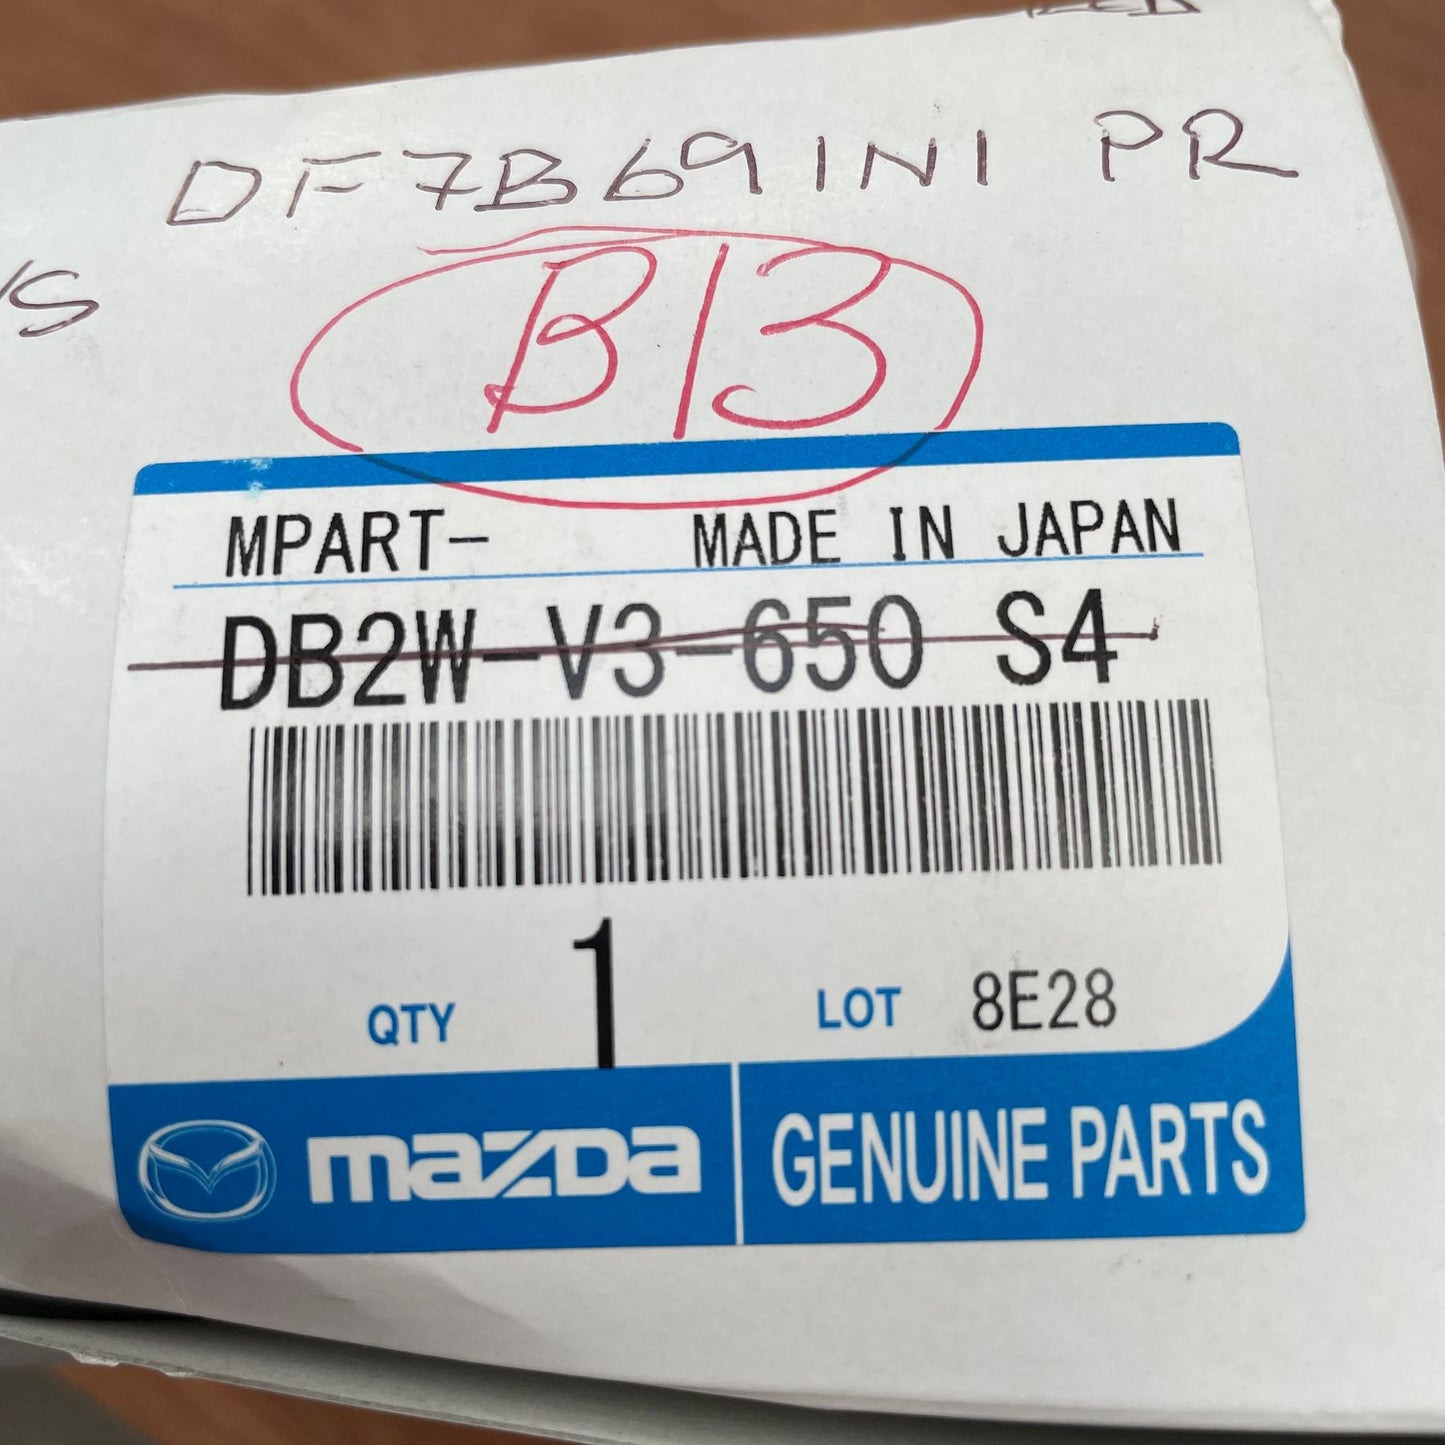 DF7B691N1 PR
B13
MPART- MADE IN JAPAN
DB2W-V3-650 S4
QTY 1 LOT 8E28
mazda GENUINE PARTS